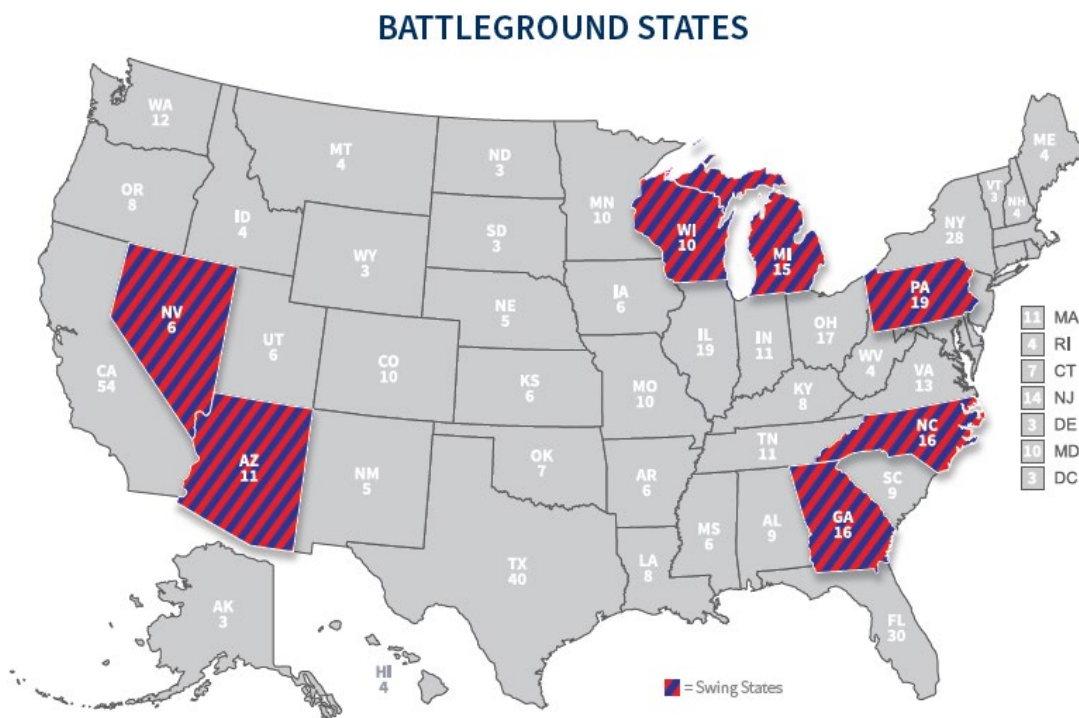 BATTLEGROUND STATES
WA
12
MT
4
ND
3
ME
4
OR
8
ID
4
MN
10
VT
3
NH
4
WI
10
NY
28
SD
3
WY
3
MI
15
PA
19
NV
6
IA
6
NE
5
OH
17
IL
19
IN
11
11 MA
4 RI
7 CT
14 NJ
3 DE
10 MD
3 DC
UT
6
CO
10
CA
54
WV
4
VA
13
KS
6
MO
10
KY
8
NC
16
TN
11
AZ
11
NM
5
OK
7
AR
6
SC
9
GA
16
MS
6
AL
9
TX
40
LA
8
AK
3
HI
4
FL
30
= Swing States